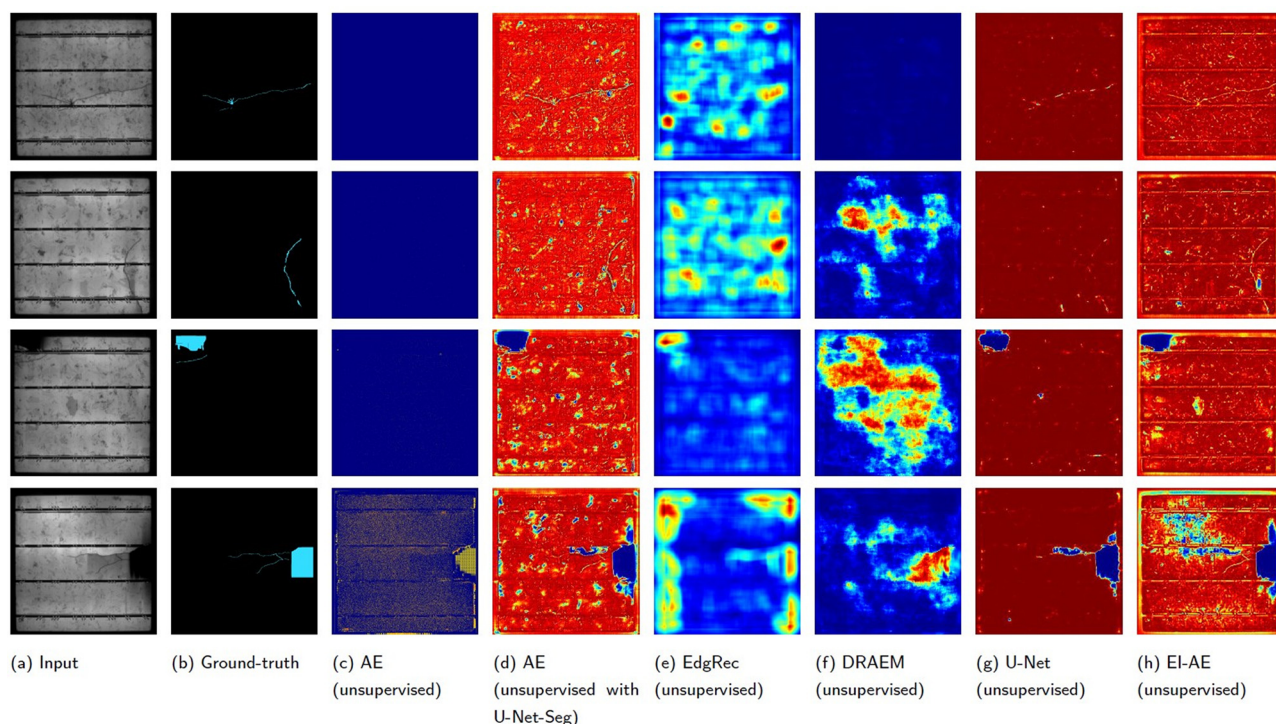 (a) Input
(b) Ground-truth
(c) AE
(unsupervised)
(d) AE
(unsupervised with
U-Net-Seg)
(e) EdgRec
(unsupervised)
(f) DRAEM
(unsupervised)
(g) U-Net
(unsupervised)
(h) EI-AE
(unsupervised)